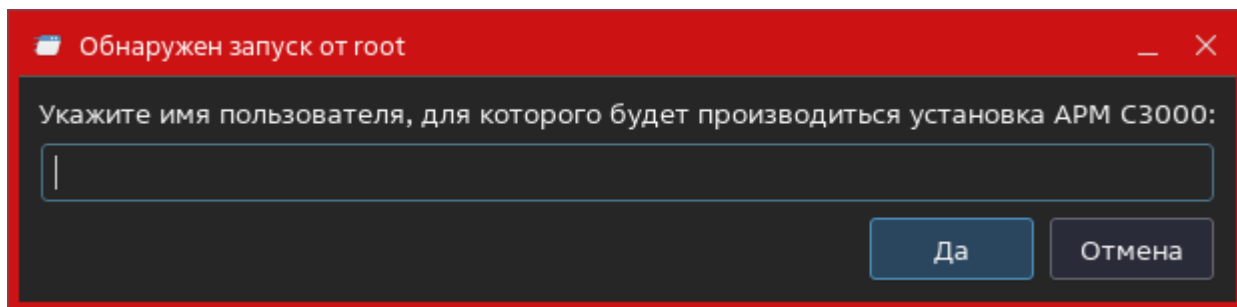 Обнаружен запуск от root
Укажите имя пользователя, для которого будет производиться установка АРМ С3000:
Да
Отмена